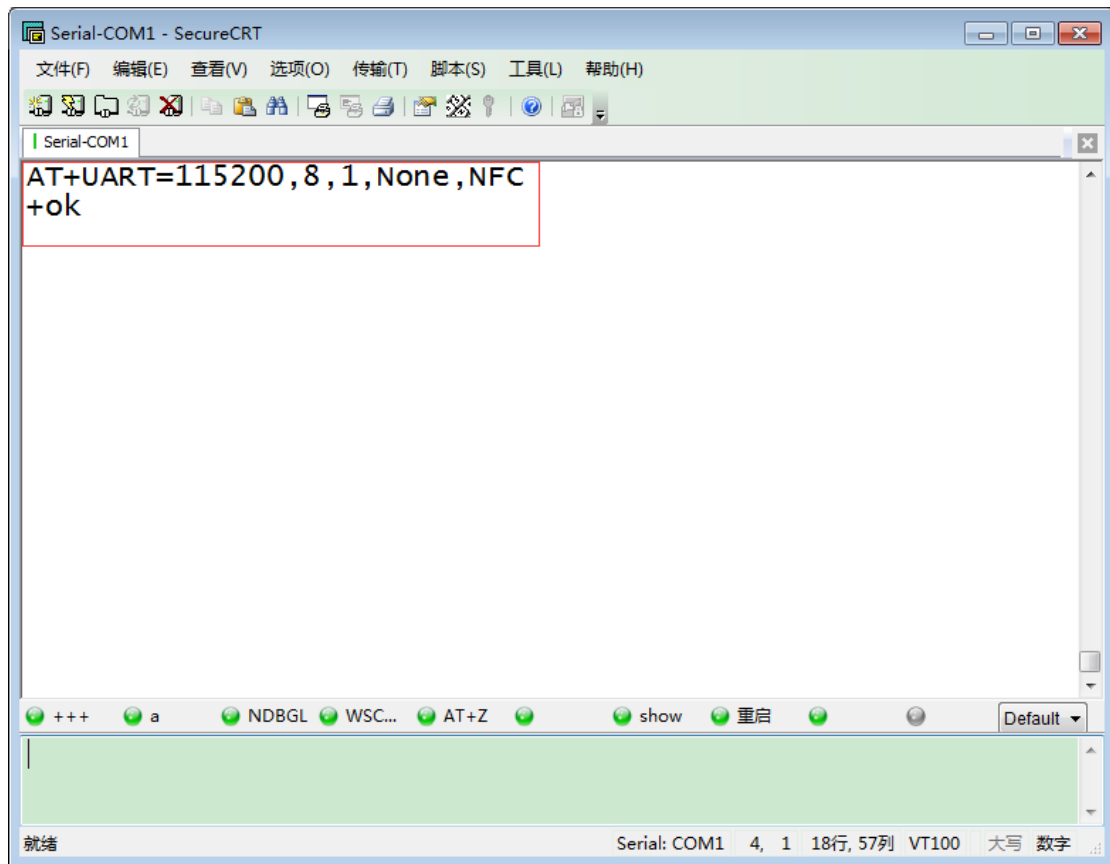 Serial-COM1 - SecureCRT
文件(F) 编辑(E) 查看(V) 选项(O) 传输(T) 脚本(S) 工具(L) 帮助(H)
Serial-COM1
AT+UART=115200,8,1,None,NFC
+ok
+++ a NDBGL WSC... AT+Z show 重启 Default
就绪 Serial: COM1 4, 1 18行, 57列 VT100 大写 数字